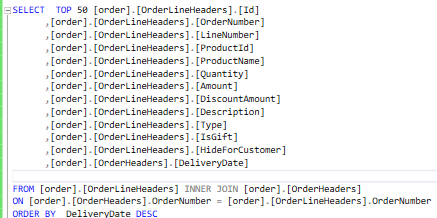 SELECT  TOP 50 [order].[OrderLineHeaders].[Id]
,[order].[OrderLineHeaders].[OrderNumber]
,[order].[OrderLineHeaders].[LineNumber]
,[order].[OrderLineHeaders].[ProductId]
,[order].[OrderLineHeaders].[ProductName]
,[order].[OrderLineHeaders].[Quantity]
,[order].[OrderLineHeaders].[Amount]
,[order].[OrderLineHeaders].[DiscountAmount]
,[order].[OrderLineHeaders].[Description]
,[order].[OrderLineHeaders].[Type]
,[order].[OrderLineHeaders].[IsGift]
,[order].[OrderLineHeaders].[HideForCustomer]
,[order].[OrderHeaders].[DeliveryDate]
FROM [order].[OrderLineHeaders] INNER JOIN [order].[OrderHeaders]
ON [order].[OrderHeaders].OrderNumber = [order].[OrderLineHeaders].OrderNumber
ORDER BY  DeliveryDate DESC